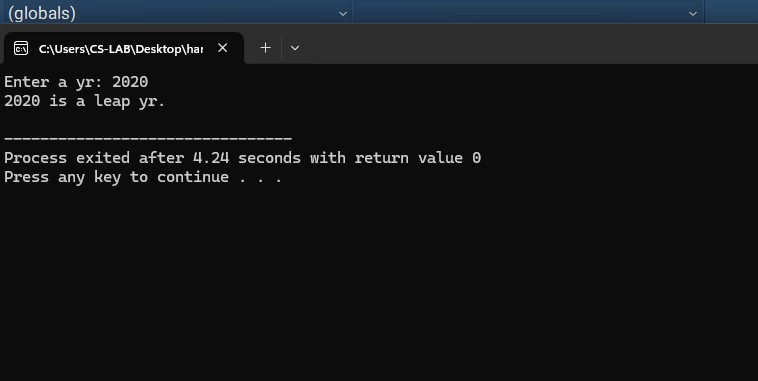 (globals)
C:\Users\CS-LAB\Desktop\har
Enter a yr: 2020
2020 is a leap yr.
--------------------------------
Process exited after 4.24 seconds with return value 0
Press any key to continue . . .